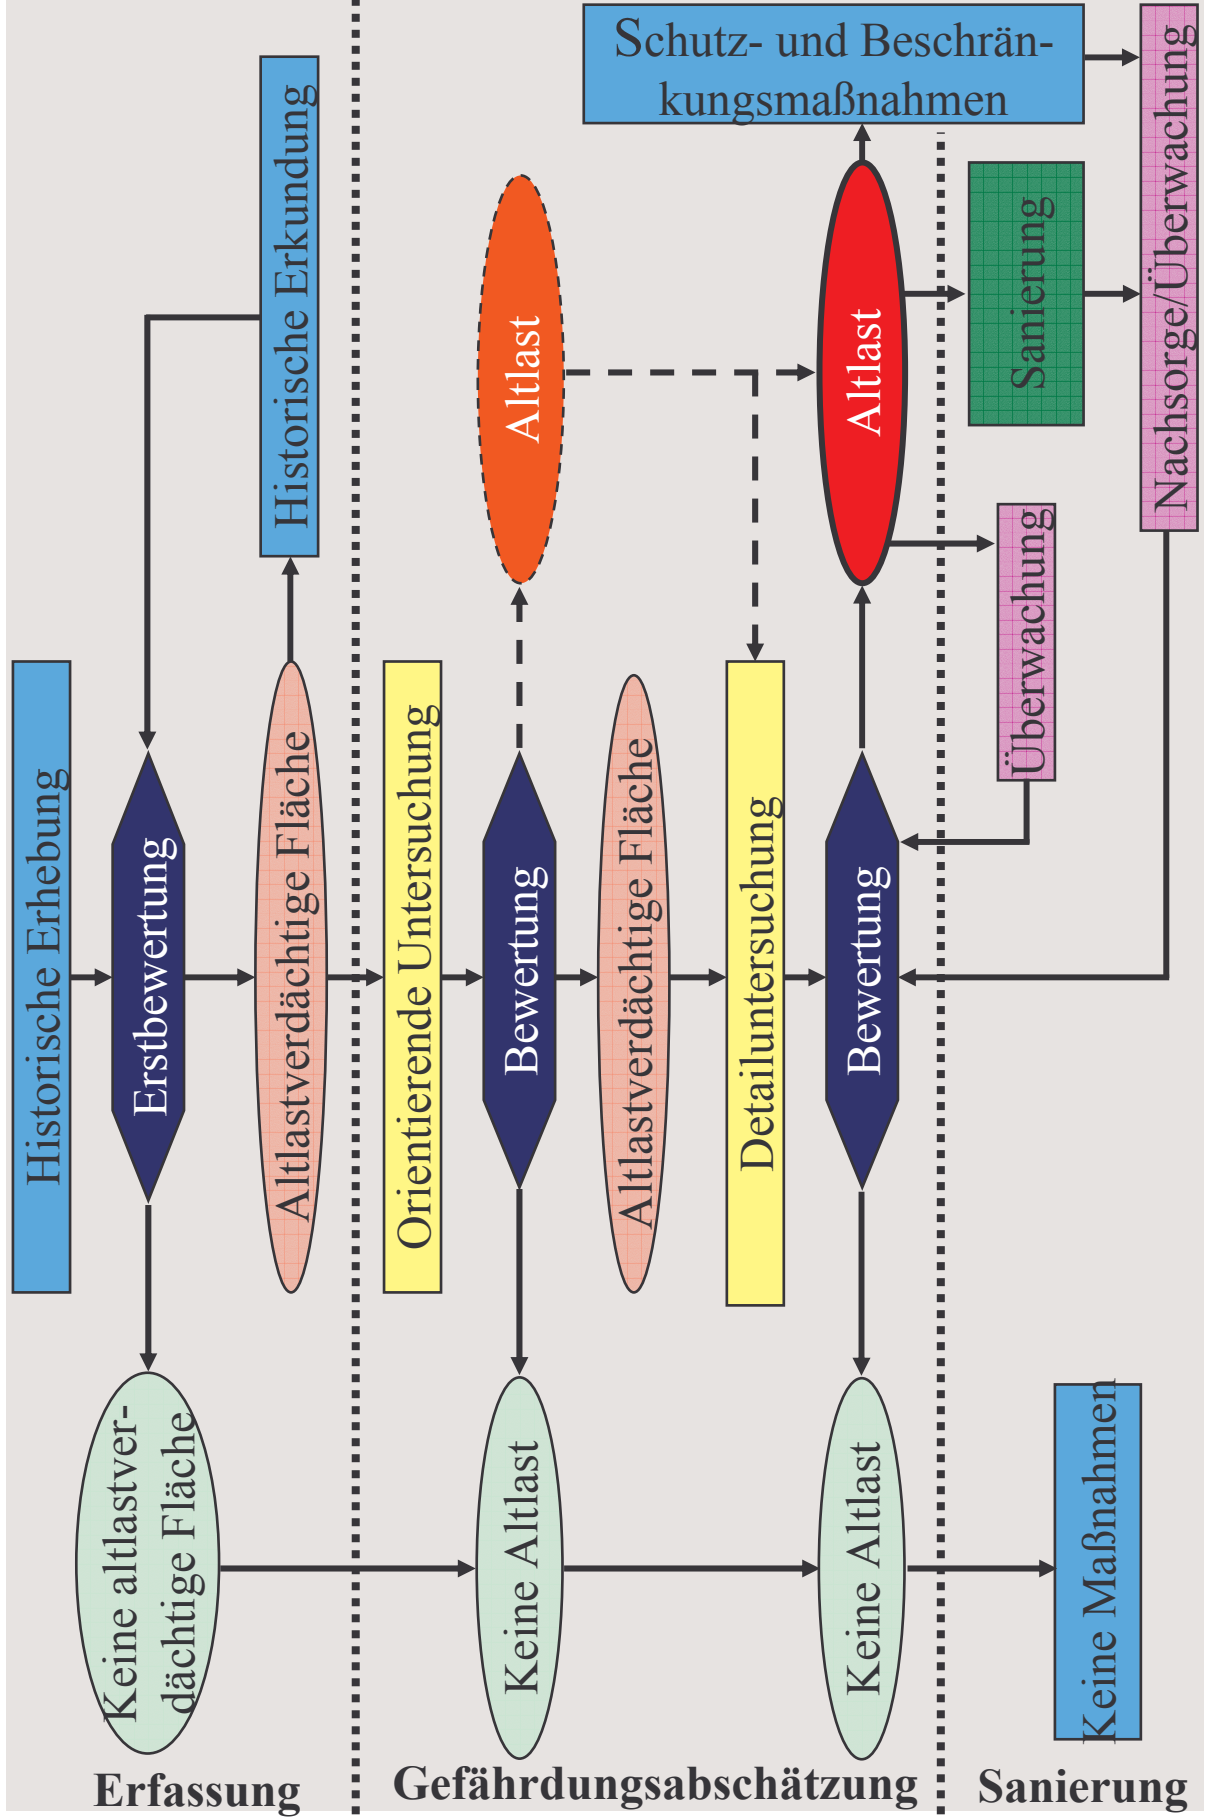 Historische Erhebung
Erstbewertung
Keine altlastver-
dächtige Fläche
Altlastverdächtige Fläche
Historische Erkundung
Erfassung
Orientierende Untersuchung
Bewertung
Keine Altlast
Altlast
Altlastverdächtige Fläche
Detailuntersuchung
Bewertung
Keine Altlast
Altlast
Schutz- und Beschrän-
kungsmaßnahmen
Gefährdungsabschätzung
Überwachung
Sanierung
Keine Maßnahmen
Nachsorge/Überwachung
Sanierung